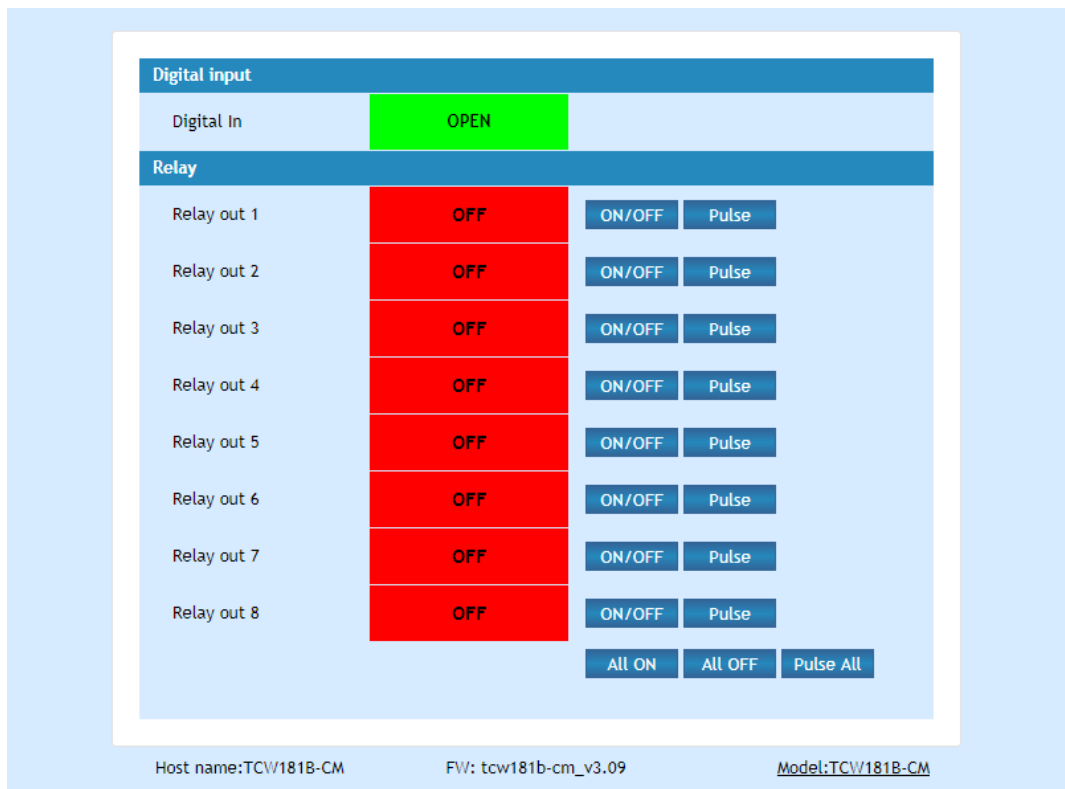 Digital input
Digital In OPEN
Relay
Relay out 1 OFF ON/OFF Pulse
Relay out 2 OFF ON/OFF Pulse
Relay out 3 OFF ON/OFF Pulse
Relay out 4 OFF ON/OFF Pulse
Relay out 5 OFF ON/OFF Pulse
Relay out 6 OFF ON/OFF Pulse
Relay out 7 OFF ON/OFF Pulse
Relay out 8 OFF ON/OFF Pulse
All ON All OFF Pulse All
Host name:TCW181B-CM FW: tcw181b-cm_v3.09 Model:TCW181B-CM